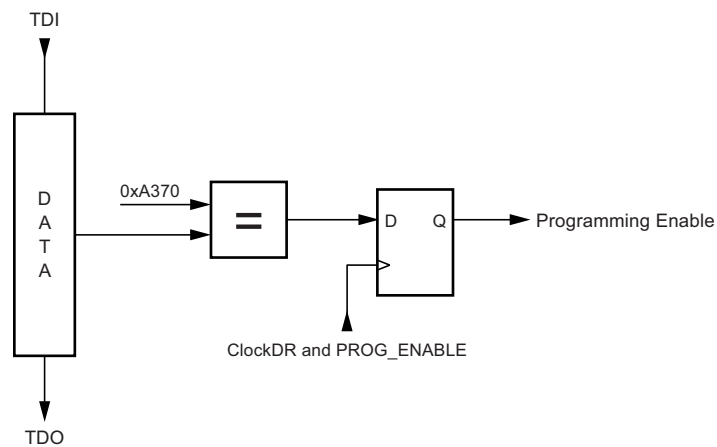 TDI
D
A
T
A
0xA370
=
D
Q
Programming Enable
ClockDR and PROG_ENABLE
TDO